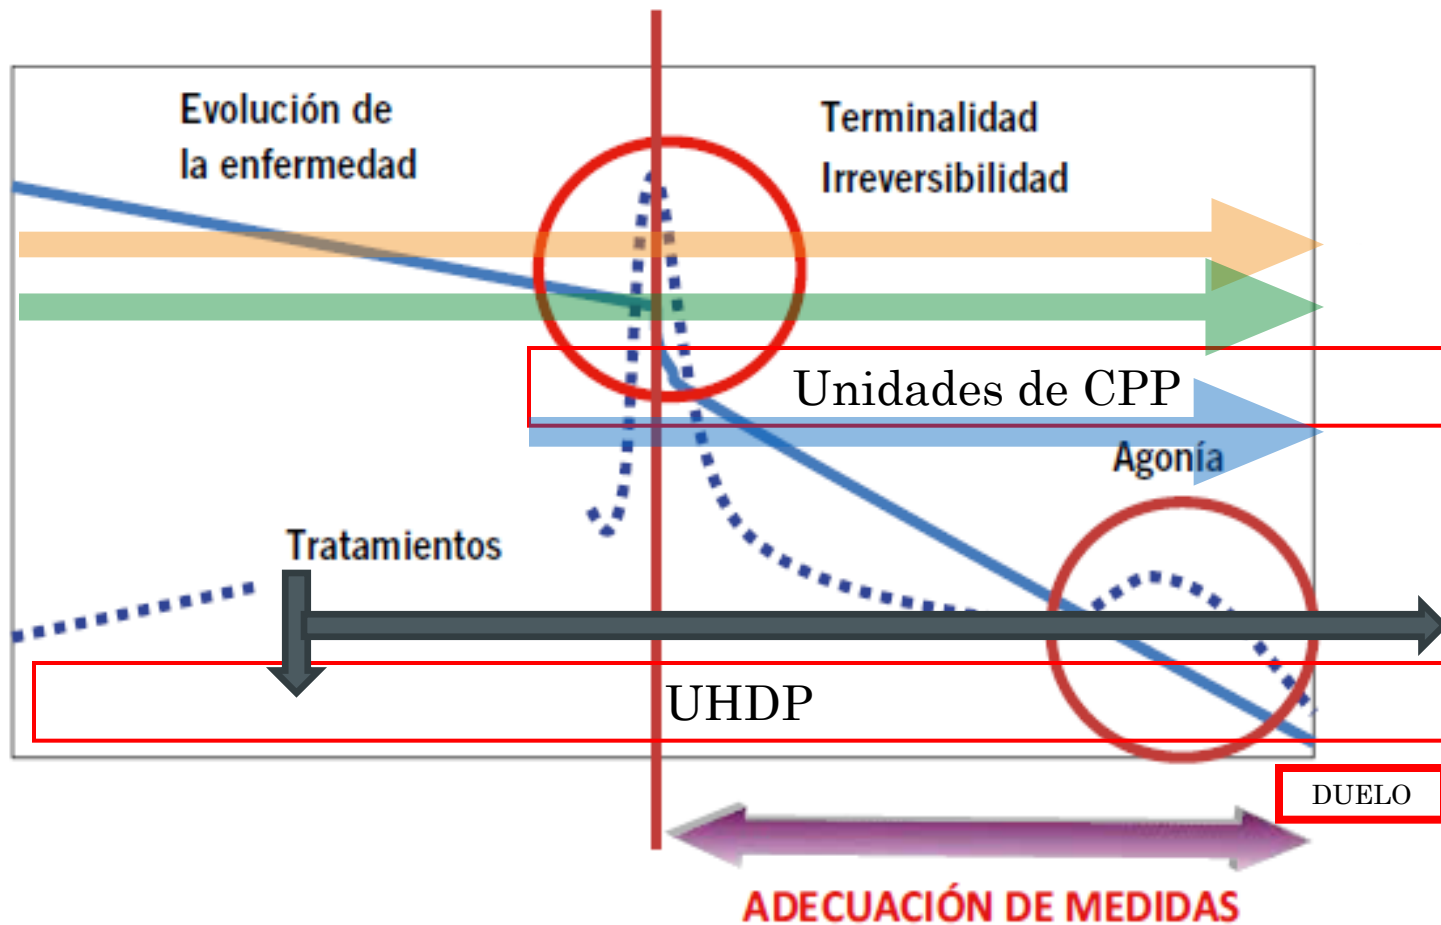 Evolución de
la enfermedad
Terminalidad
Irreversibilidad
Unidades de CPP
Agonía
Tratamientos
UHDP
DUELO
ADECUACIÓN DE MEDIDAS